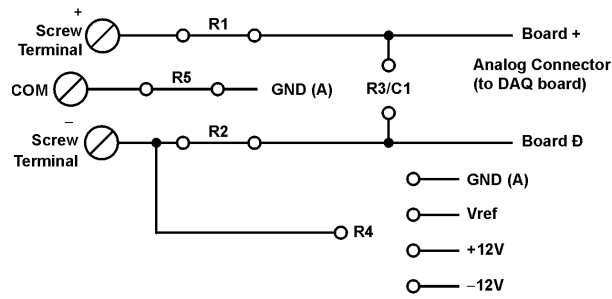 +
Screw
Terminal
R1
Board +
Analog Connector
(to DAQ board)
COM
R5
GND (A)
R3/C1
−
Screw
Terminal
R2
Board Ð
GND (A)
Vref
R4
+12V
−12V